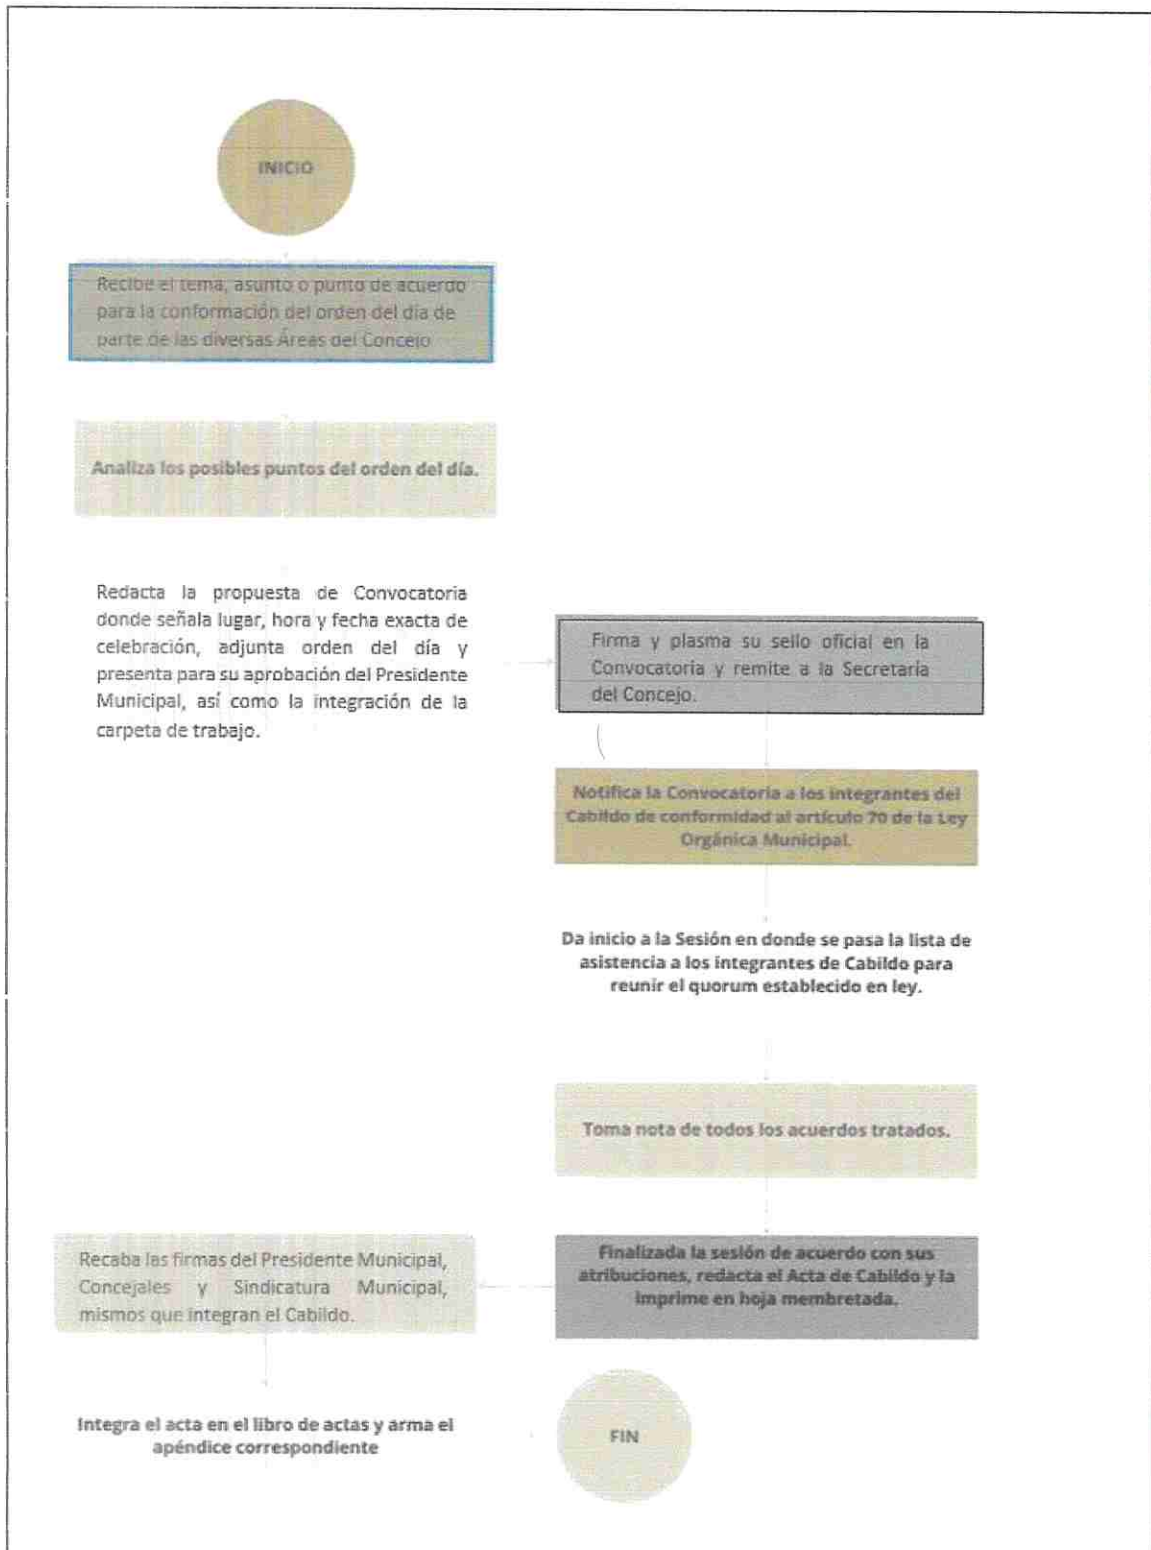 INICIO
Recibe el tema, asunto o punto de acuerdo
para la conformación del orden del día de
parte de las diversas Áreas del Concejo
Analiza los posibles puntos del orden del día.
Redacta la propuesta de Convocatoria
donde señala lugar, hora y fecha exacta de
celebración, adjunta orden del día y
presenta para su aprobación del Presidente
Municipal, así como la integración de la
carpeta de trabajo.
Firma y plasma su sello oficial en la
Convocatoria y remite a la Secretaría
del Concejo.
Notifica la Convocatoria a los integrantes del
Cabildo de conformidad al artículo 70 de la Ley
Orgánica Municipal.
Da inicio a la Sesión en donde se pasa la lista de
asistencia a los integrantes de Cabildo para
reunir el quorum establecido en ley.
Toma nota de todos los acuerdos tratados.
Finalizada la sesión de acuerdo con sus
atribuciones, redacta el Acta de Cabildo y la
imprime en hoja membretada.
Recaba las firmas del Presidente Municipal,
Concejales y Sindicatura Municipal,
mismos que integran el Cabildo.
Integra el acta en el libro de actas y arma el
apéndice correspondiente
FIN